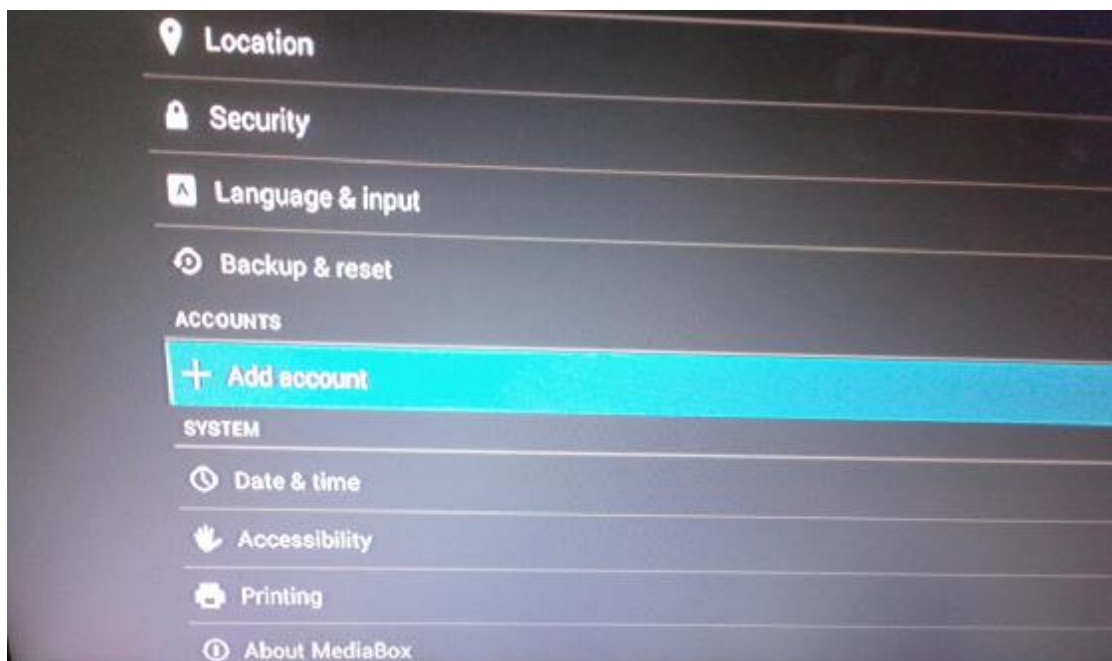 Location
Security
Language & input
Backup & reset
ACCOUNTS
Add account
SYSTEM
Date & time
Accessibility
Printing
About MediaBox